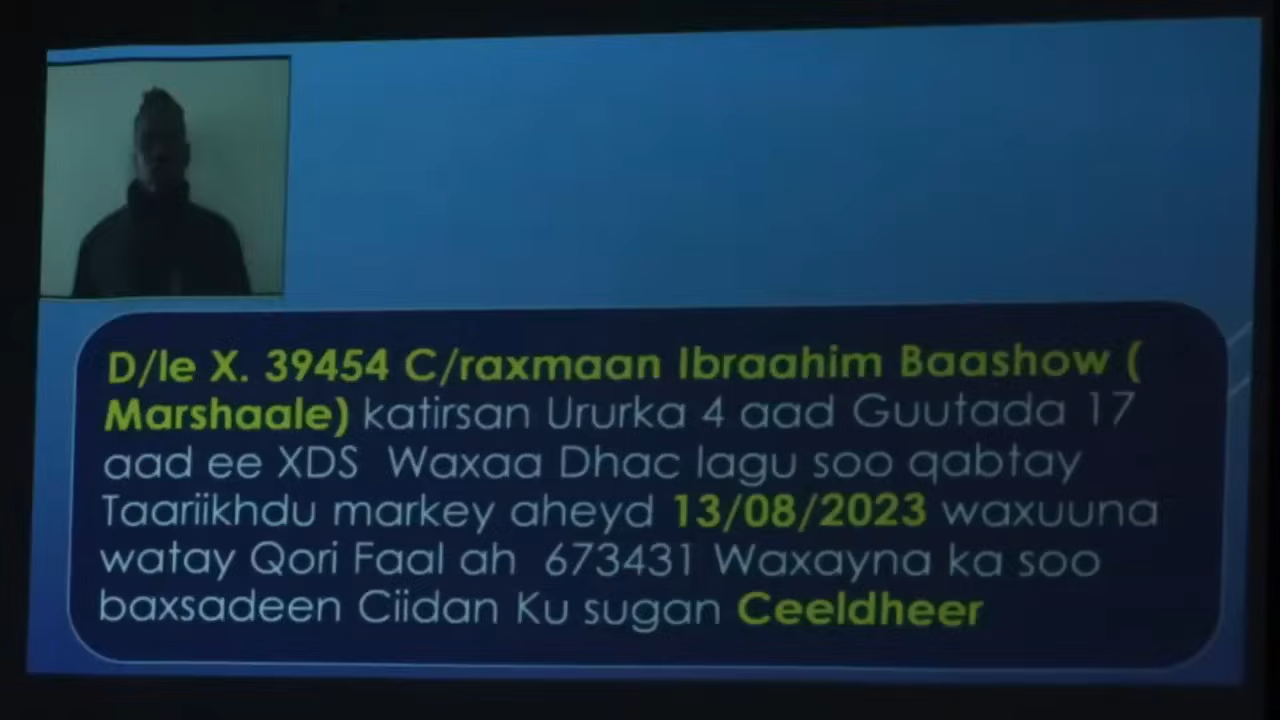 D/le X. 39454 C/raxmaan Ibraahim Baashow (
Marshaale) katirsan Ururka 4 aad Guutada 17
aad ee XDS Waxaa Dhac lagu soo qabtay
Taariikhdu markey aheyd 13/08/2023 waxuuna
watay Qori Faal ah 673431 Waxayna ka soo
baxsadeen Ciidan Ku sugan Ceeldheer